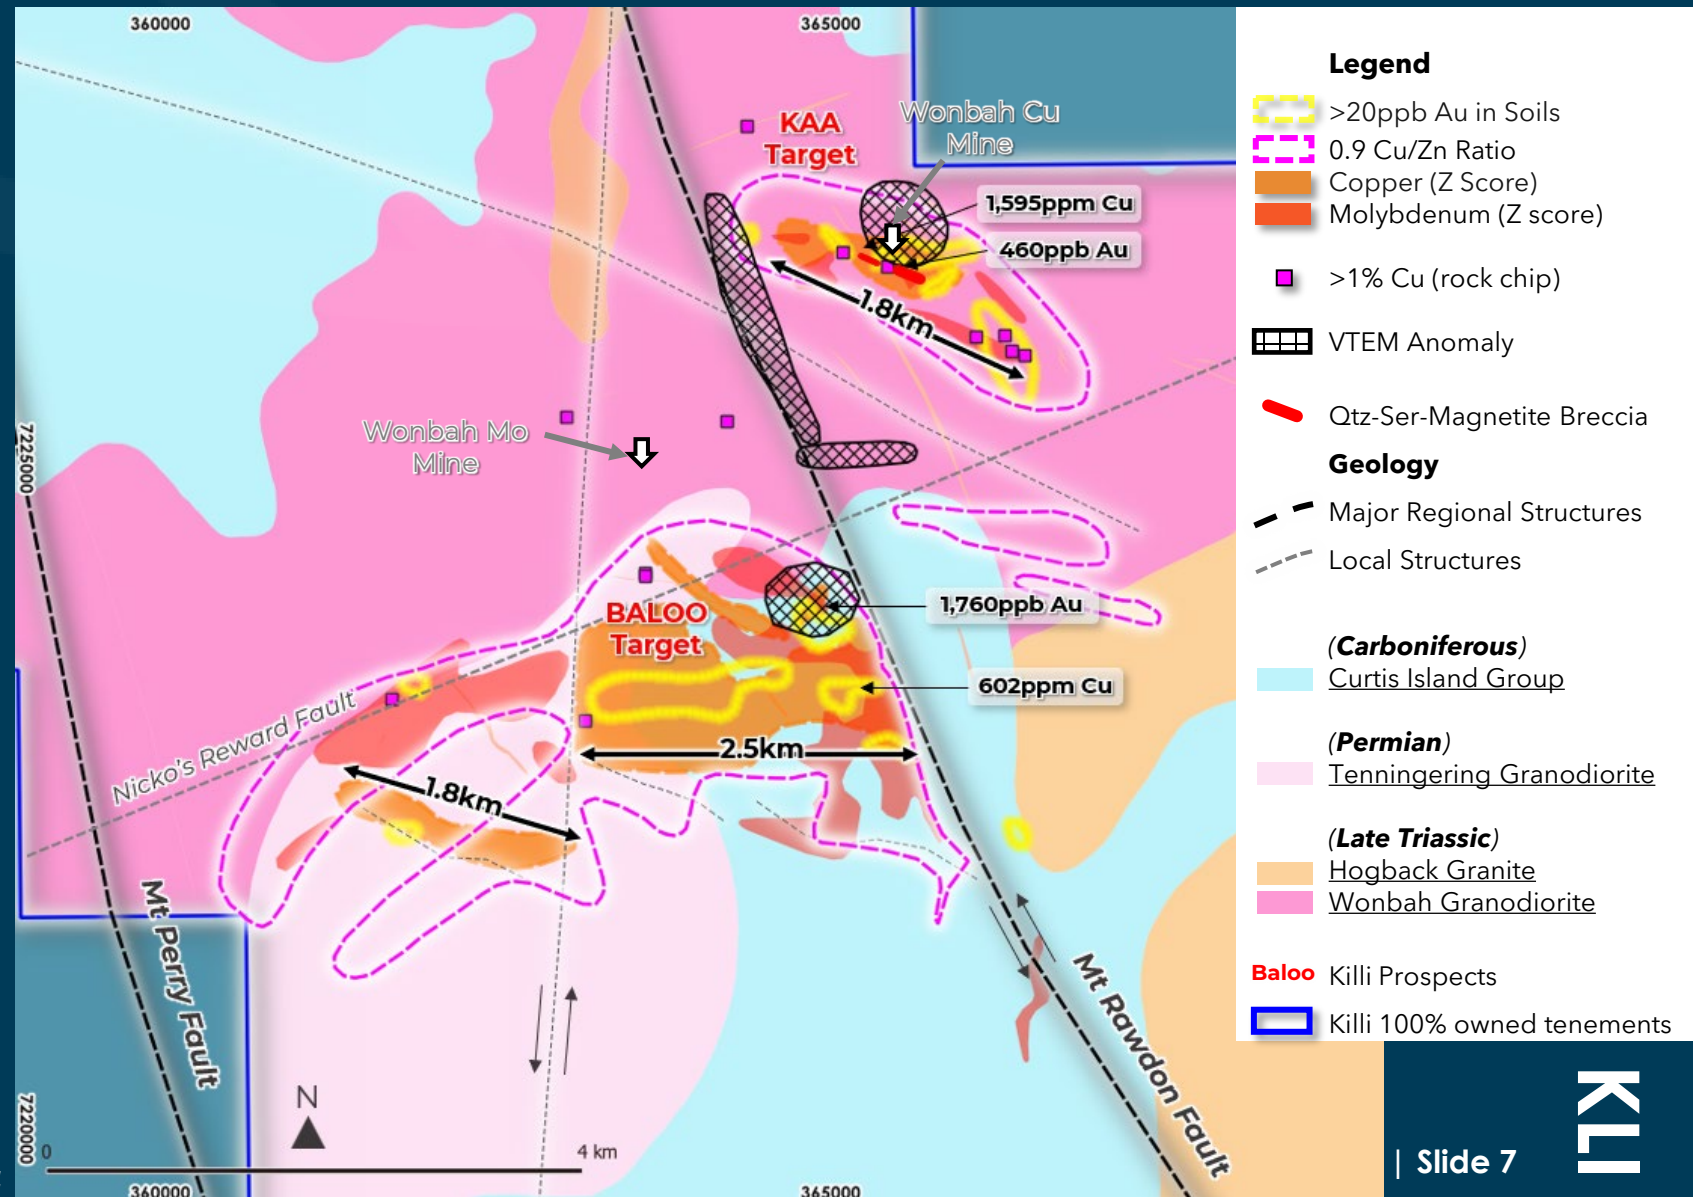 360000
365000
KAA
Target
Wonbah Cu
Mine
1,595ppm Cu
460ppb Au
1.8km
Wonbah Mo
Mine
7225000
BALOO
Target
1,760ppb Au
602ppm Cu
2.5km
Nicko's Reward Fault
1.8km
Mt Perry Fault
Mt Rawdon Fault
N
7220000
0
4 km
360000
365000
Legend
>20ppb Au in Soils
0.9 Cu/Zn Ratio
Copper (Z Score)
Molybdenum (Z score)
>1% Cu (rock chip)
VTEM Anomaly
Qtz-Ser-Magnetite Breccia
Geology
Major Regional Structures
Local Structures
(Carboniferous)
Curtis Island Group
(Permian)
Tenningering Granodiorite
(Late Triassic)
Hogback Granite
Wonbah Granodiorite
Baloo Killi Prospects
Killi 100% owned tenements
KLI
| Slide 7